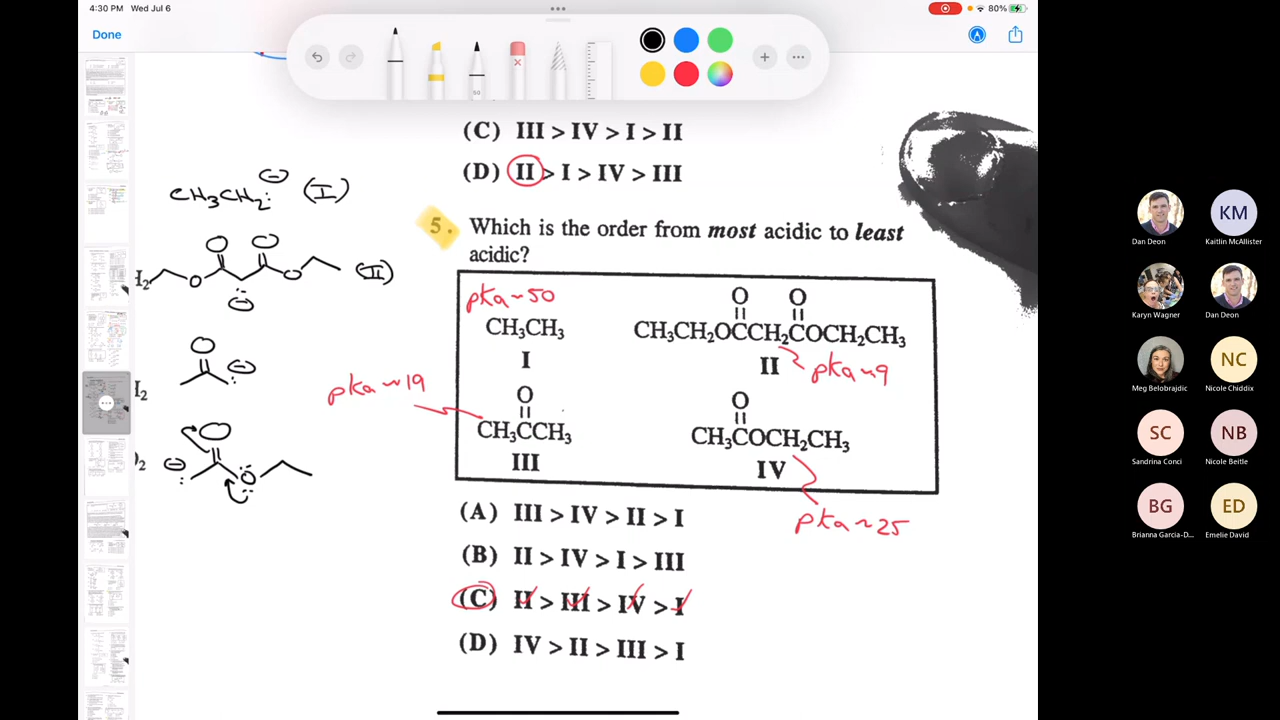 4:30 PM Wed Jul 6
80%
Done
(C) III > IV > I > II
(D) II > I > IV > III
CH3CH2:⊖ (I)
5. Which is the order from most acidic to least
acidic?
(II)
pka~50
CH3CH3
I
O O
CH3CH2OCCH2COCH2CH3
II
pka~9
pka~19
O
CH3CCH3
III
O
CH3COCH2CH3
IV
pka~25
(A) III > IV > II > I
(B) II > IV > I > III
(C) II > III > IV > I
(D) IV > II > III > I
Dan Deon
KM
Kaitlin McAllister
Karyn Wagner
Dan Deon
Meg Belobrajdic
NC
Nicole Chiddix
SC
Sandrina Conci
NB
Nicole Beitle
BG
Brianna Garcia-D...
ED
Emelie David